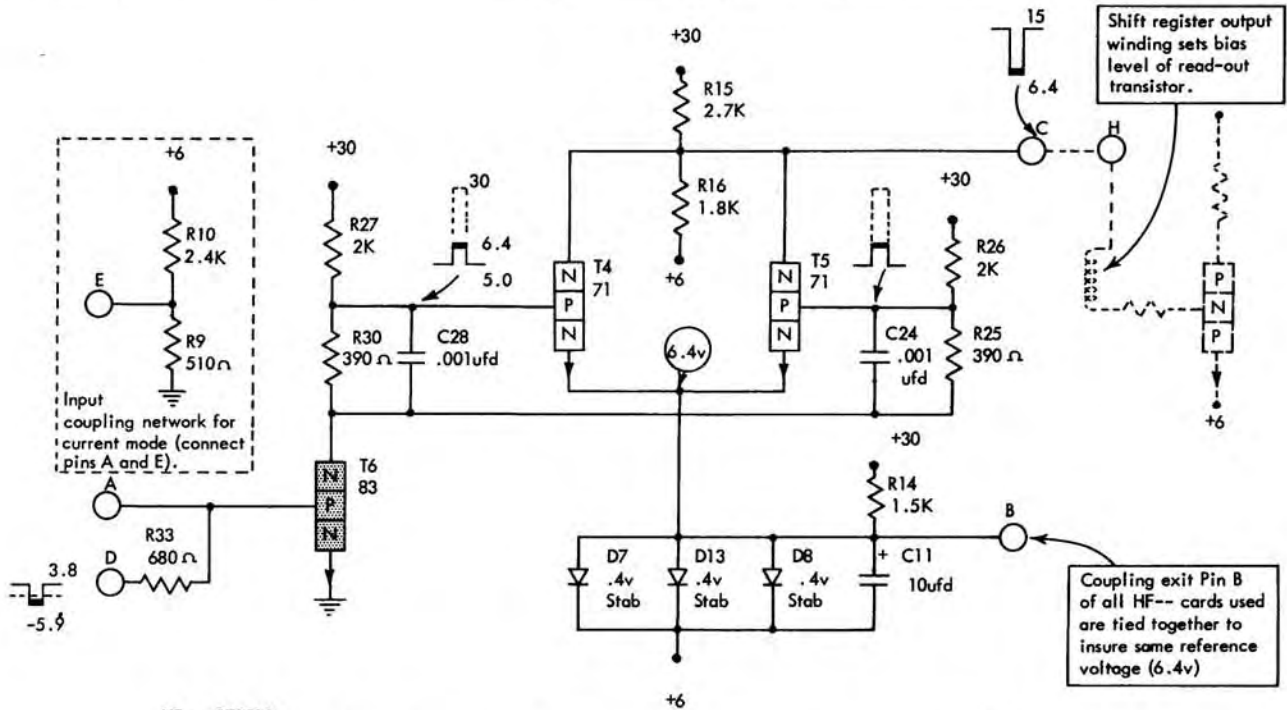 15
+30
Shift register output
winding sets bias
level of read-out
transistor.
R15
2.7K
6.4
C
H
+6
+30
30
+30
R10
2.4K
R27
2K
R16
1.8K
R26
2K
6.4
5.0
E
N
P
N
T4
71
+6
N
P
N
T5
71
P
N
P
R9
510Ω
R30
390 Ω
C28
.001ufd
6.4v
C24
.001
ufd
R25
390 Ω
+6
Input
coupling network for
current mode (connect
pins A and E).
+30
A
N
P
N
T6
83
R14
1.5K
B
R33
680 Ω
D
3.8
-5.9
D7
.4v
Stab
D13
.4v
Stab
D8
.4v
Stab
+
C11
10ufd
Coupling exit Pin B
of all HF-- cards used
are tied together to
insure same reference
voltage (6.4v)
+6